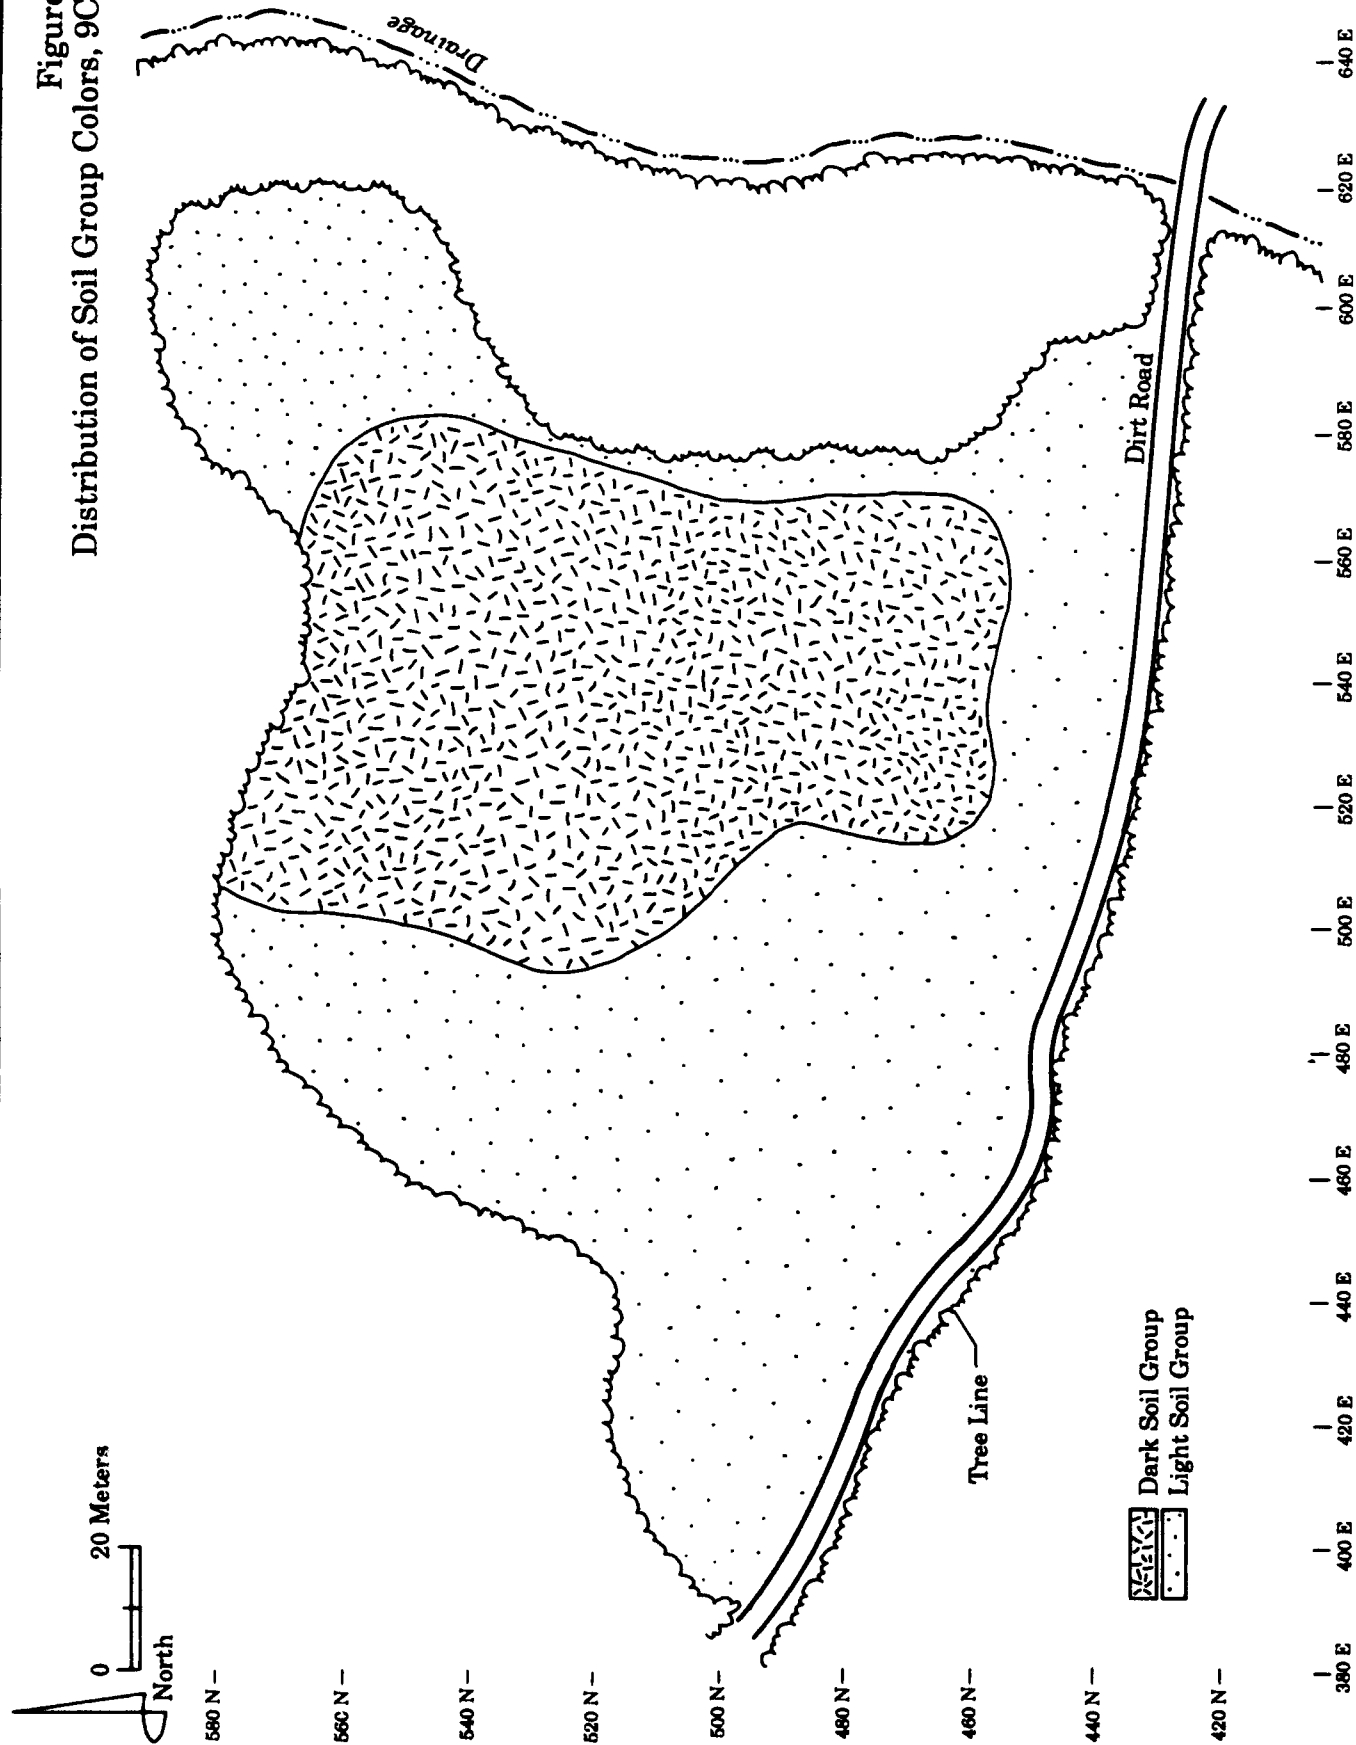 Figure
Distribution of Soil Group Colors, 9C
Drainage
Dirt Road
Tree Line
Dark Soil Group
Light Soil Group
0 20 Meters
North
580 N
56C N
540 N
520 N
500 N
480 N
460 N
440 N
420 N
380 E
400 E
420 E
440 E
460 E
480 E
500 E
520 E
540 E
560 E
580 E
600 E
620 E
640 E